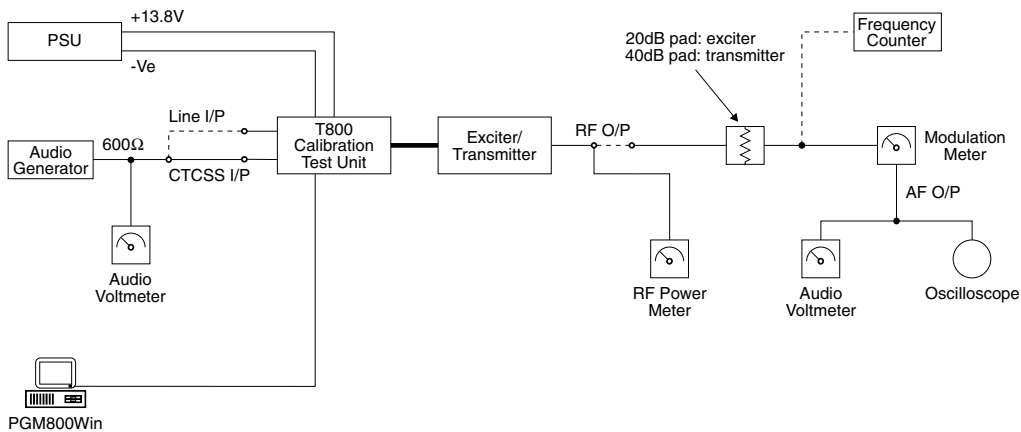 +13.8V
PSU
-Ve
20dB pad: exciter
40dB pad: transmitter
Frequency
Counter
Line I/P
T800
Calibration
Test Unit
Exciter/
Transmitter
RF O/P
Audio
Generator
600Ω
CTCSS I/P
Modulation
Meter
AF O/P
Audio
Voltmeter
RF Power
Meter
Audio
Voltmeter
Oscilloscope
PGM800Win